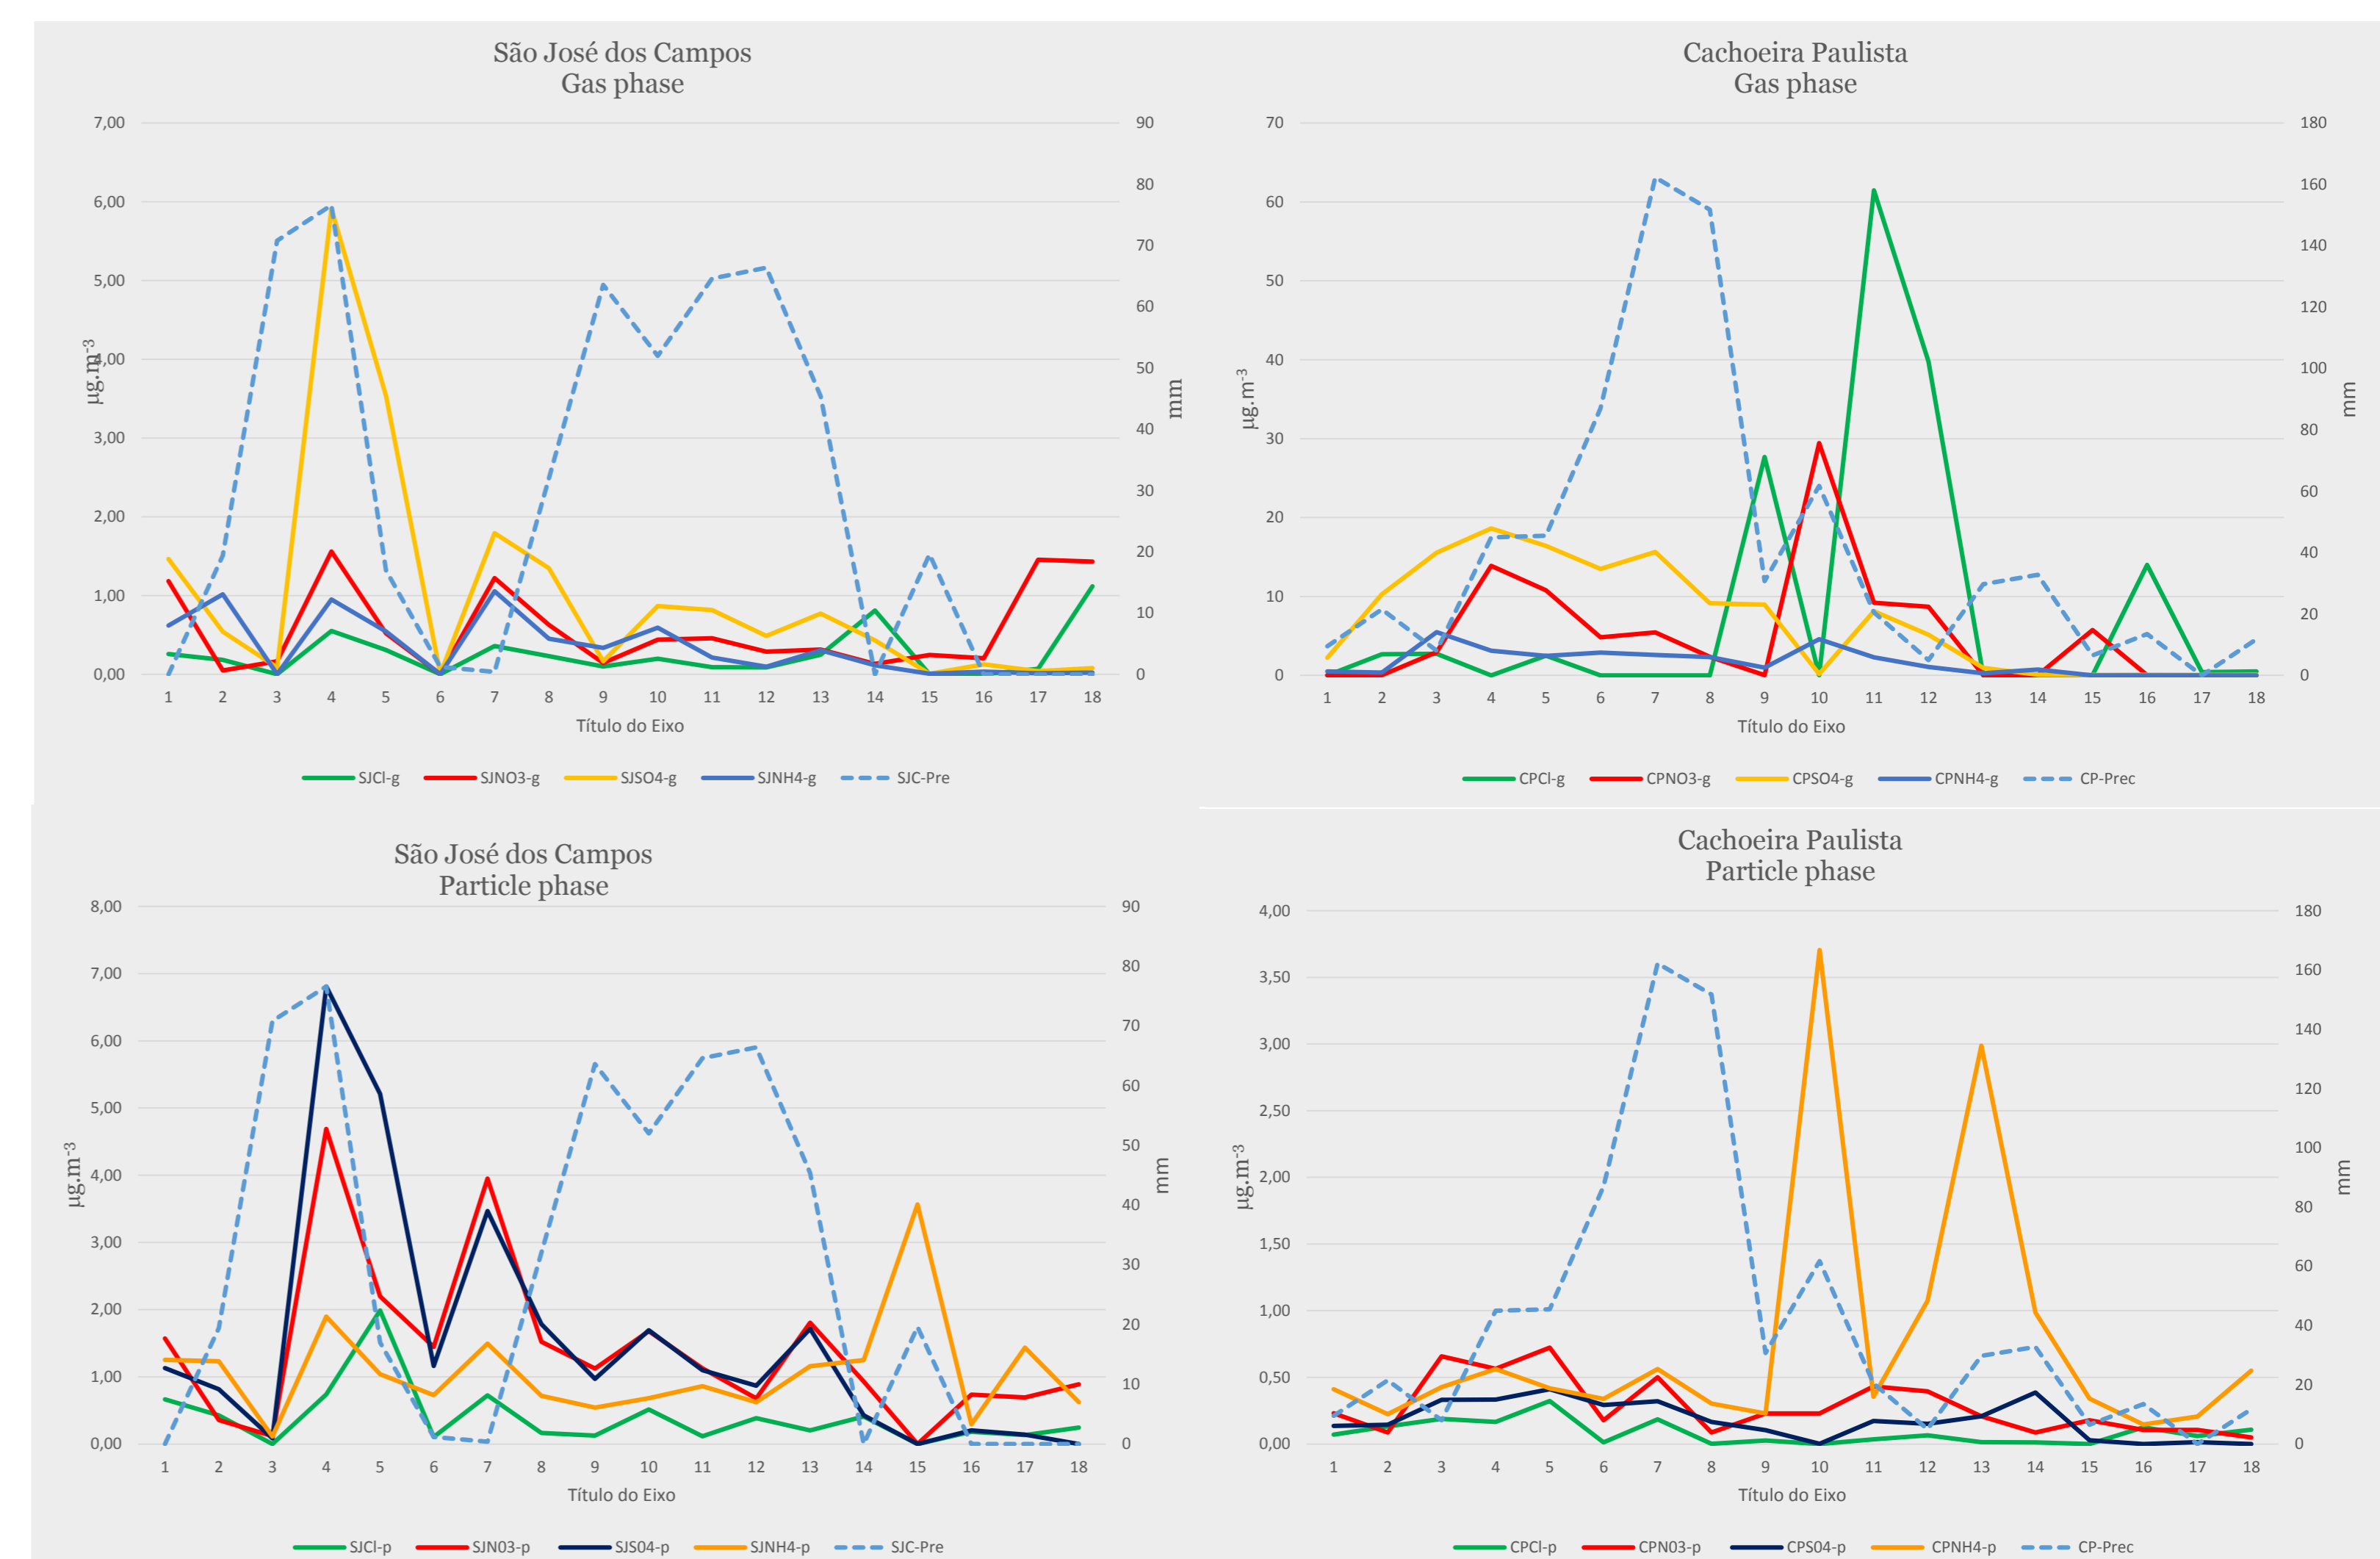 São José dos Campos
Gas phase
7,00
6,00
5,00
4,00
3,00
2,00
1,00
0,00
µg.m-3
90
80
70
60
50
40
30
20
10
0
mm
1 2 3 4 5 6 7 8 9 10 11 12 13 14 15 16 17 18
Título do Eixo
SJCl-g SJNO3-g SJSO4-g SJNH4-g SJC-Pre
Cachoeira Paulista
Gas phase
70
60
50
40
30
20
10
0
µg.m-3
180
160
140
120
100
80
60
40
20
0
mm
1 2 3 4 5 6 7 8 9 10 11 12 13 14 15 16 17 18
Título do Eixo
CPCl-g CPNO3-g CPSO4-g CPNH4-g CP-Prec
São José dos Campos
Particle phase
8,00
7,00
6,00
5,00
4,00
3,00
2,00
1,00
0,00
µg.m-3
90
80
70
60
50
40
30
20
10
0
mm
1 2 3 4 5 6 7 8 9 10 11 12 13 14 15 16 17 18
Título do Eixo
SJCl-p SJN03-p SJS04-p SJNH4-p SJC-Pre
Cachoeira Paulista
Particle phase
4,00
3,50
3,00
2,50
2,00
1,50
1,00
0,50
0,00
µg.m-3
180
160
140
120
100
80
60
40
20
0
mm
1 2 3 4 5 6 7 8 9 10 11 12 13 14 15 16 17 18
Título do Eixo
CPCl-p CPN03-p CPS04-p CPNH4-p CP-Prec